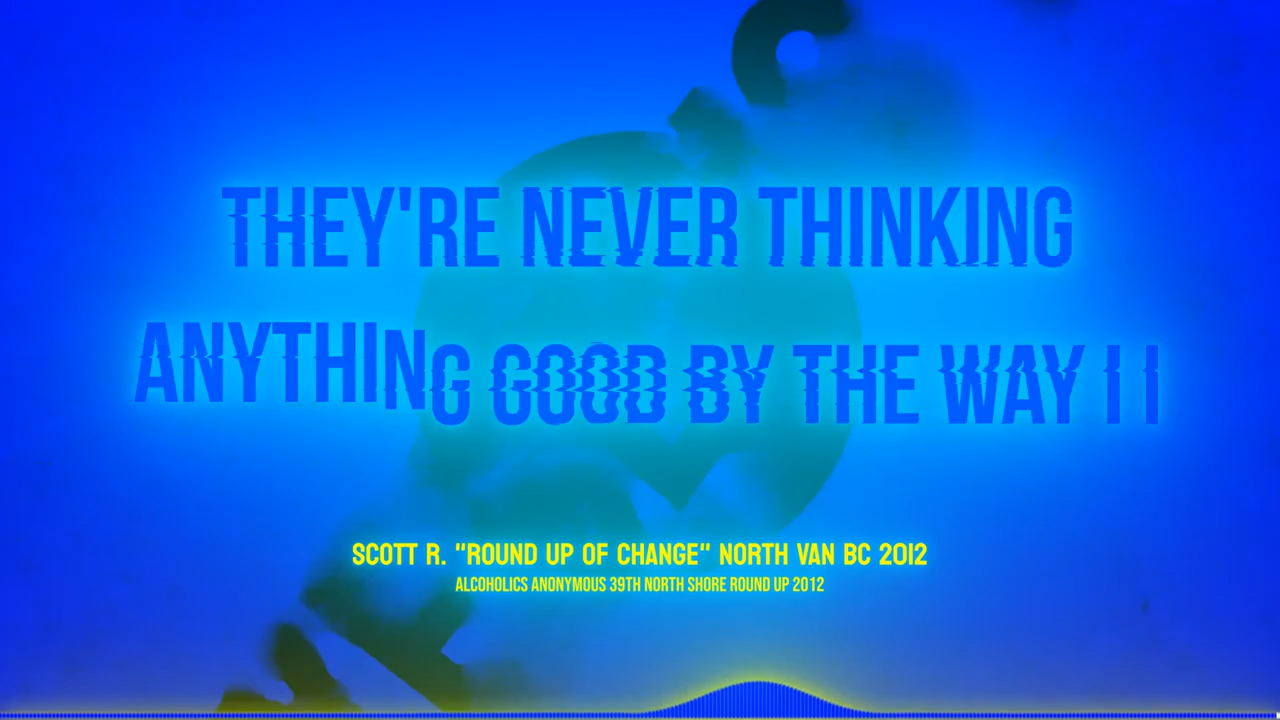 THEY'RE NEVER THINKING
ANYTHING GOOD BY THE WAY I I
SCOTT R. "ROUND UP OF CHANGE" NORTH VAN BC 2012
ALCOHOLICS ANONYMOUS 39TH NORTH SHORE ROUND UP 2012